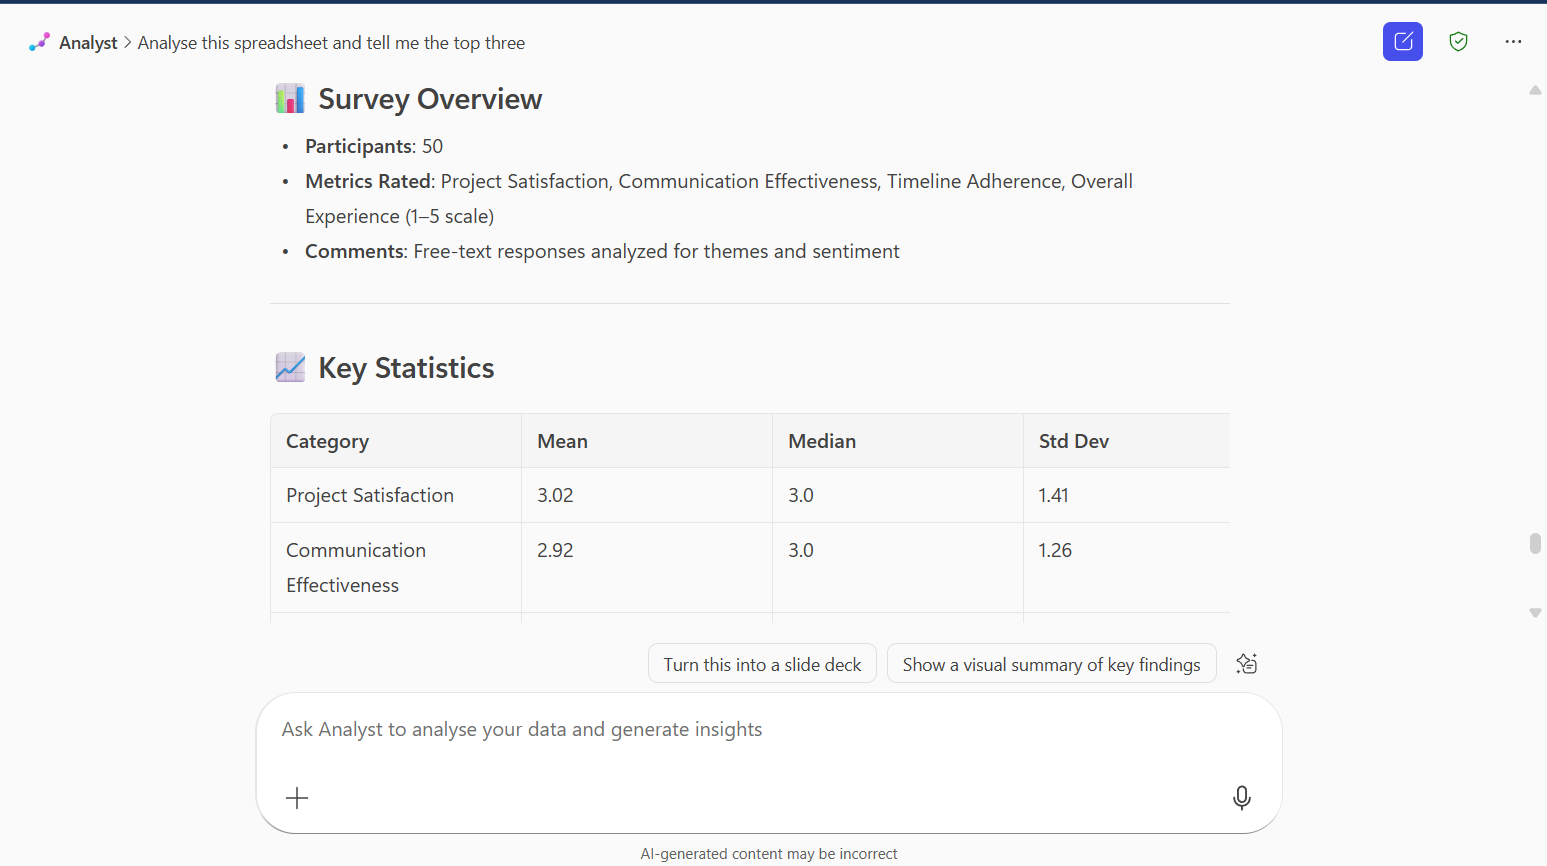 Analyst > Analyse this spreadsheet and tell me the top three
Survey Overview
• Participants: 50
• Metrics Rated: Project Satisfaction, Communication Effectiveness, Timeline Adherence, Overall
Experience (1–5 scale)
• Comments: Free-text responses analyzed for themes and sentiment
Key Statistics
Category Mean Median Std Dev
Project Satisfaction 3.02 3.0 1.41
Communication 2.92 3.0 1.26
Effectiveness
Turn this into a slide deck Show a visual summary of key findings
Ask Analyst to analyse your data and generate insights
AI-generated content may be incorrect